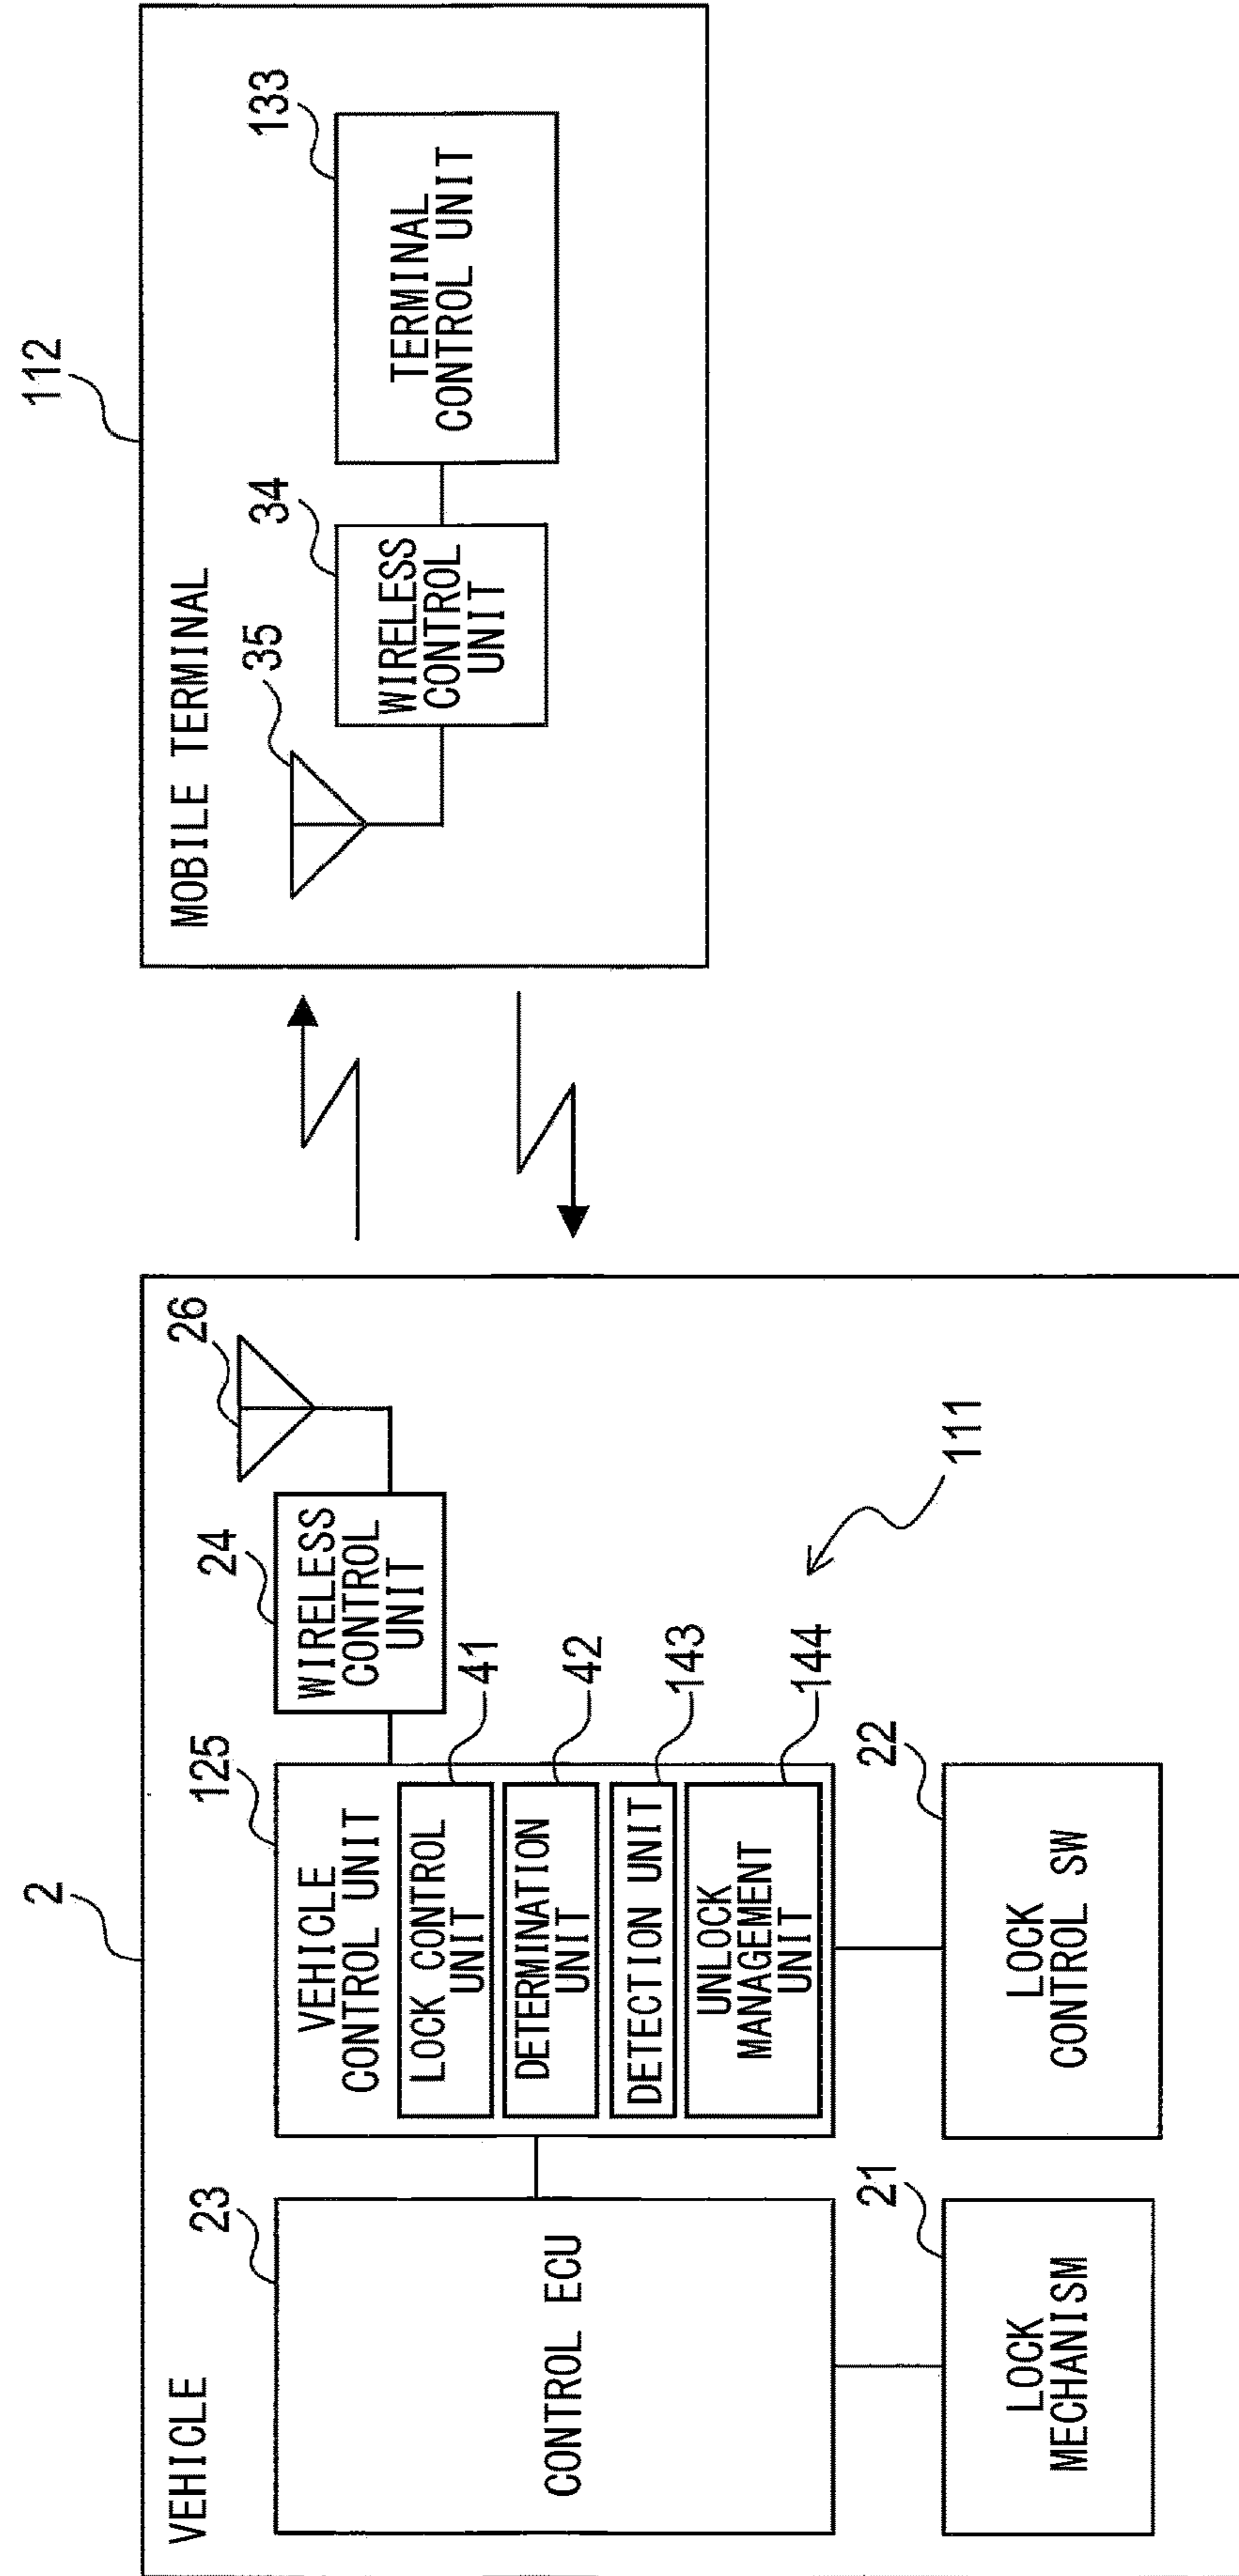 2
VEHICLE
23
CONTROL ECU
125
VEHICLE
CONTROL UNIT
LOCK CONTROL
UNIT
41
DETERMINATION
UNIT
42
DETECTION UNIT
143
UNLOCK
MANAGEMENT
UNIT
144
24
WIRELESS
CONTROL
UNIT
26
111
21
LOCK
MECHANISM
22
LOCK
CONTROL SW
112
MOBILE TERMINAL
35
34
WIRELESS
CONTROL
UNIT
133
TERMINAL
CONTROL UNIT